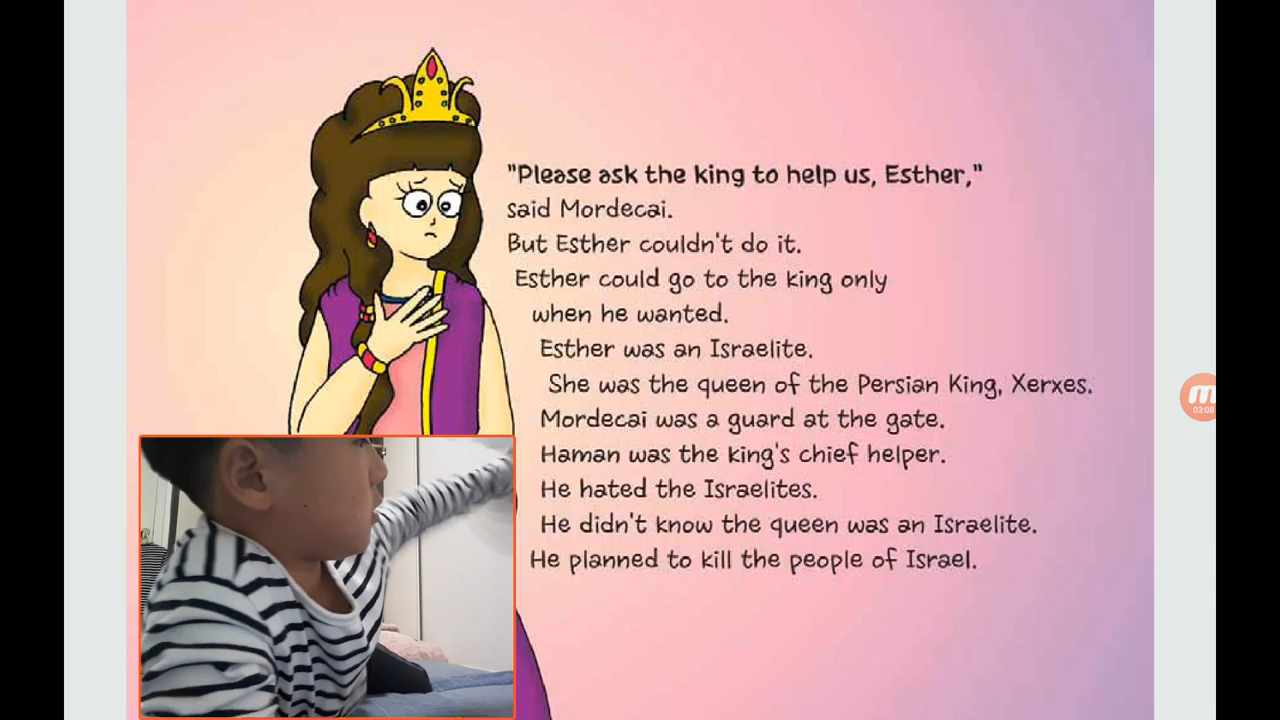 "Please ask the king to help us, Esther,"
said Mordecai.
But Esther couldn't do it.
Esther could go to the king only
when he wanted.
Esther was an Israelite.
She was the queen of the Persian King, Xerxes.
Mordecai was a guard at the gate.
Haman was the king's chief helper.
He hated the Israelites.
He didn't know the queen was an Israelite.
He planned to kill the people of Israel.
03:08